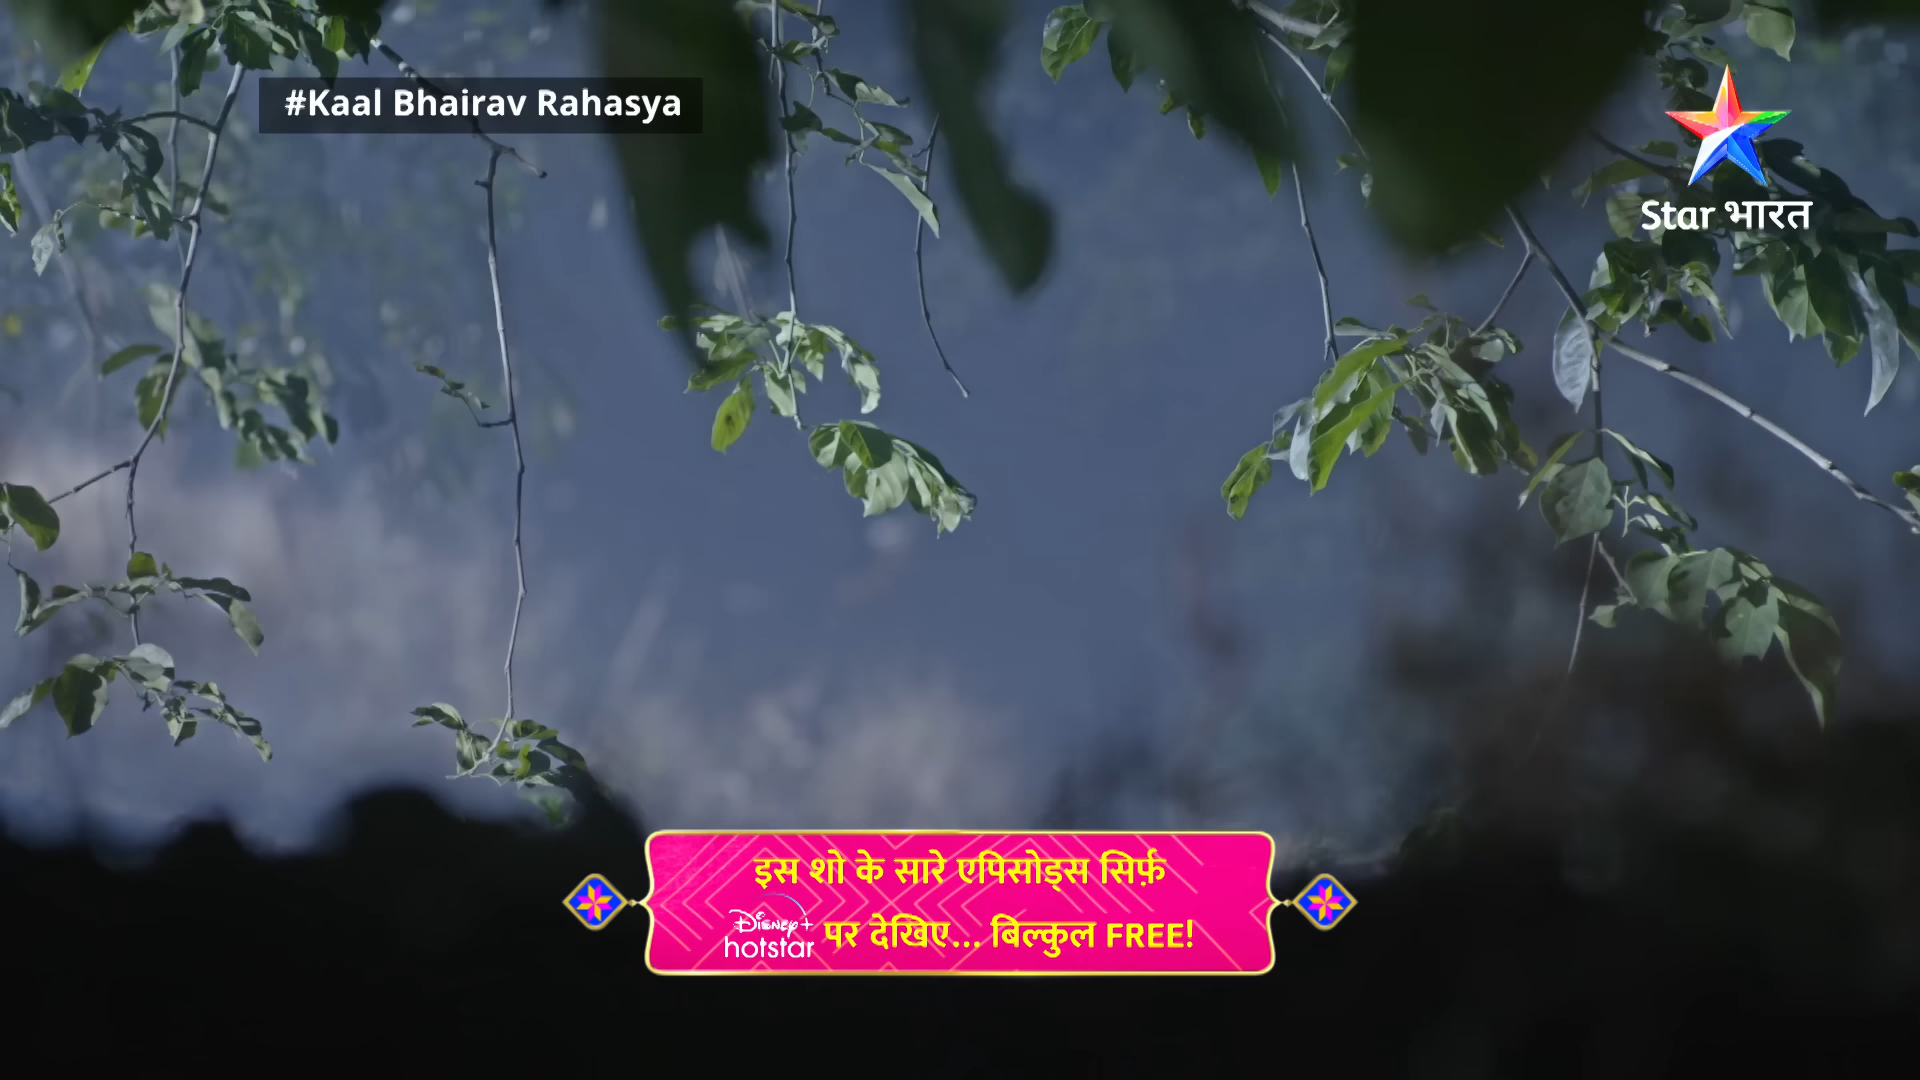 #Kaal Bhairav Rahasya
Star भारत
इस शो के सारे एपिसोड्स सिर्फ़
Disney+ hotstar पर देखिए... बिल्कुल FREE!